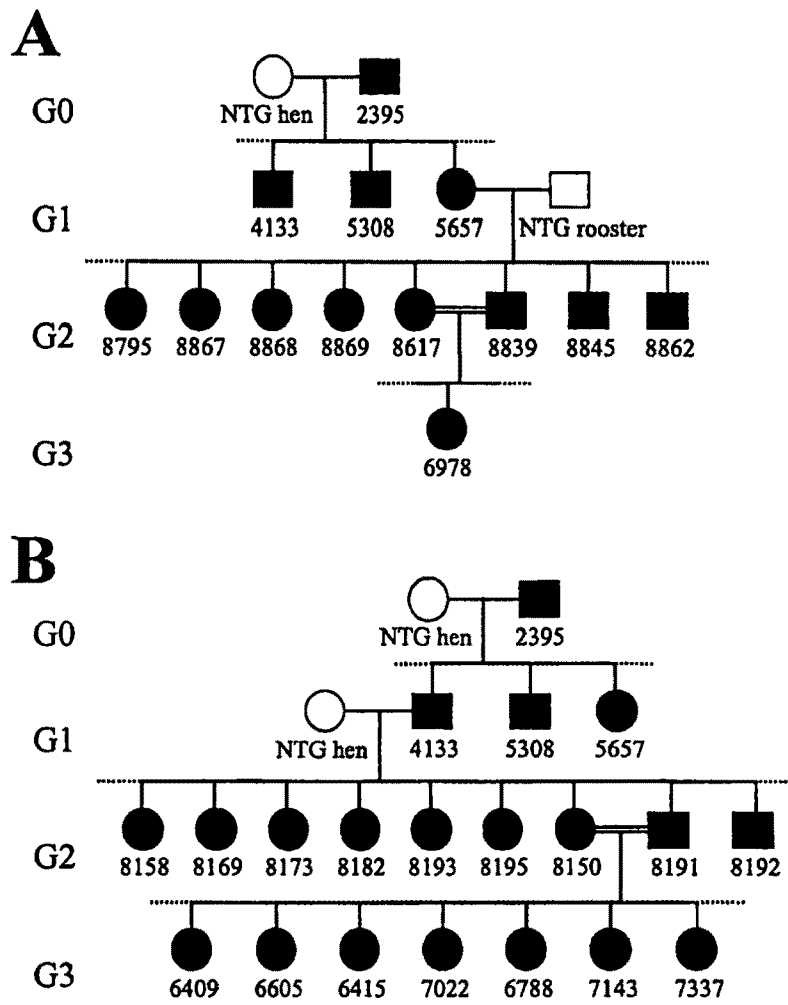 A
G0
NTG hen 2395
G1
4133 5308 5657 NTG rooster
G2
8795 8867 8868 8869 8617 8839 8845 8862
G3
6978
B
G0
NTG hen 2395
G1
NTG hen 4133 5308 5657
G2
8158 8169 8173 8182 8193 8195 8150 8191 8192
G3
6409 6605 6415 7022 6788 7143 7337